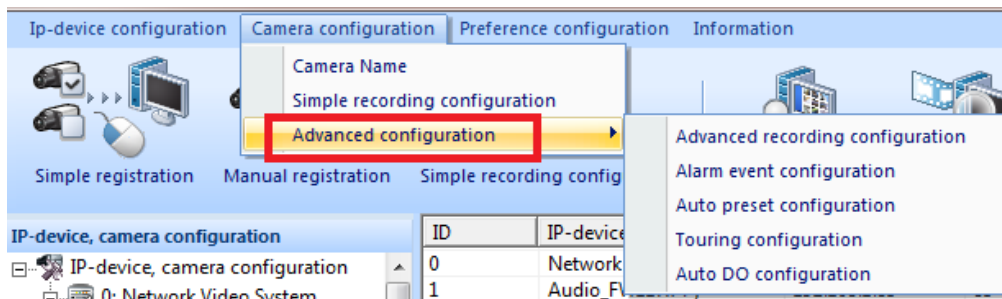 Ip-device configuration Camera configuration Preference configuration Information
Camera Name
Simple recording configuration
Advanced configuration
Advanced recording configuration
Alarm event configuration
Auto preset configuration
Touring configuration
Auto DO configuration
Simple registration Manual registration Simple recording config
IP-device, camera configuration
IP-device, camera configuration
0: Network Video System
ID IP-device
0 Network
1